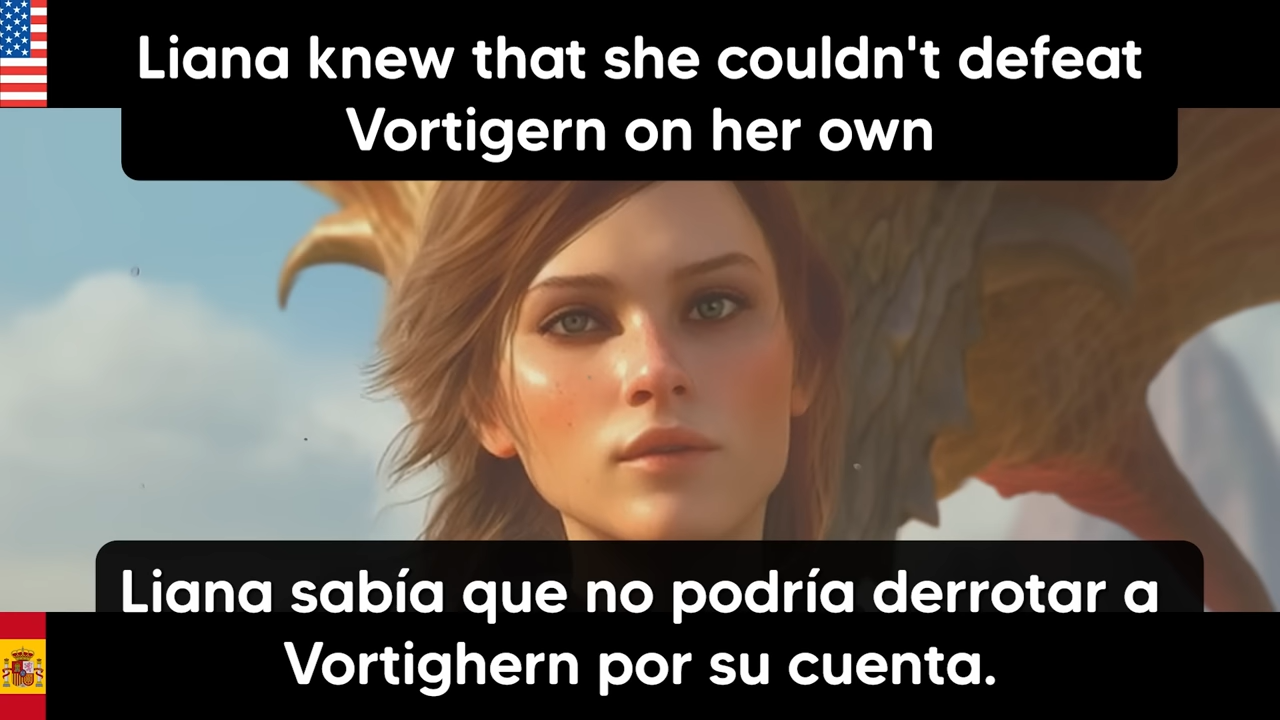 Liana knew that she couldn't defeat
Vortigern on her own
Liana sabía que no podría derrotar a
Vortighern por su cuenta.